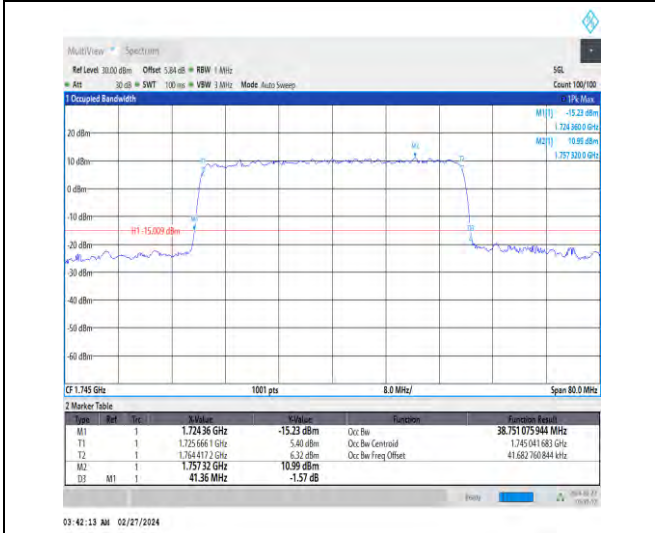 MultiView Spectrum
Ref Level 30.00 dBm Offset 5.84 dB RBW 1 MHz SGL
Att 30 dB SWT 100 ms VBW 3 MHz Mode Auto Sweep Count 100/100
1 Occupied Bandwidth 1Pk Max
M1[1] -15.23 dBm
1.724 360 0 GHz
M2[1] 10.99 dBm
1.757 320 0 GHz
20 dBm
M2
10 dBm
T1 T2
0 dBm
-10 dBm
M1
H1 -15.009 dBm
D3
-20 dBm
-30 dBm
-40 dBm
-50 dBm
-60 dBm
CF 1.745 GHz 1001 pts 8.0 MHz/ Span 80.0 MHz
2 Marker Table
Type Ref Trc X-Value Y-Value Function Function Result
M1 1 1.724 36 GHz -15.23 dBm Occ Bw 38.751 075 944 MHz
T1 1 1.725 666 1 GHz 5.40 dBm Occ Bw Centroid 1.745 041 683 GHz
T2 1 1.764 417 2 GHz 6.32 dBm Occ Bw Freq Offset 41.682 760 844 kHz
M2 1 1.757 32 GHz 10.99 dBm
D3 M1 1 41.36 MHz -1.57 dB
Ready
03:42:13 AM 02/27/2024